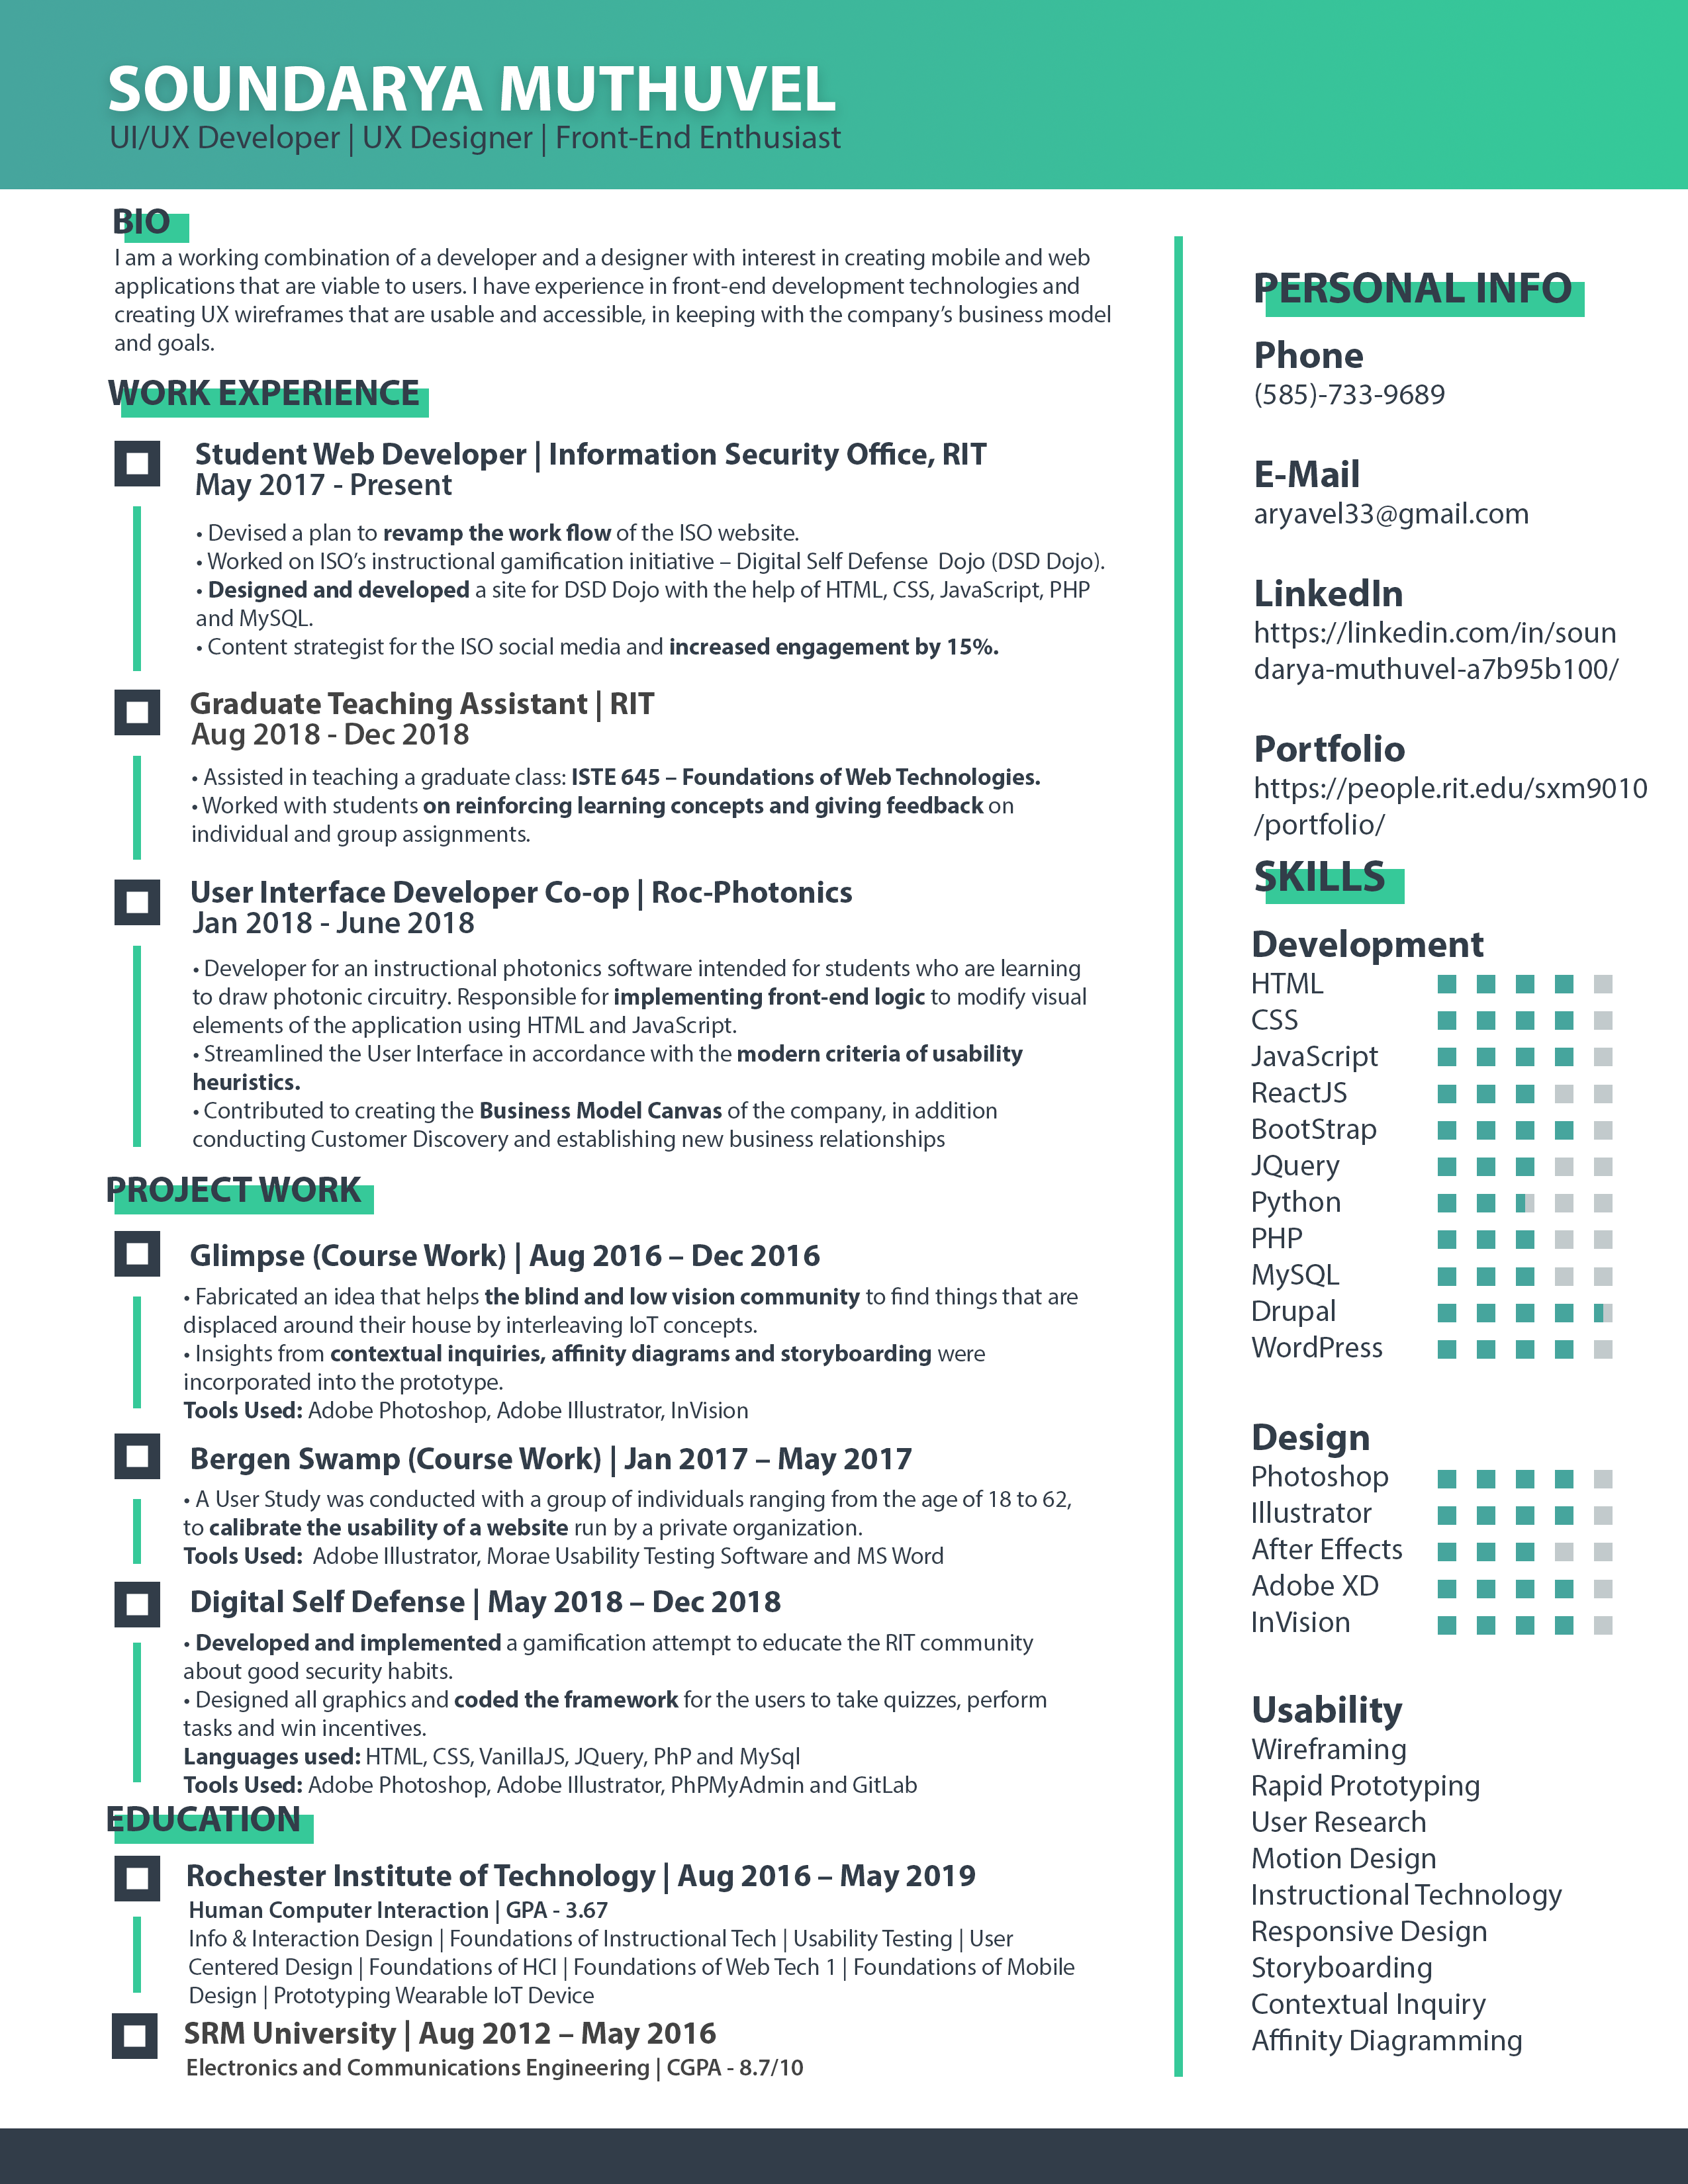 SOUNDARYA MUTHUVEL
UI/UX Developer | UX Designer | Front-End Enthusiast
BIO
I am a working combination of a developer and a designer with interest in creating mobile and web
applications that are viable to users. I have experience in front-end development technologies and
creating UX wireframes that are usable and accessible, in keeping with the company’s business model
and goals.
WORK EXPERIENCE
Student Web Developer | Information Security Office, RIT
May 2017 - Present
• Devised a plan to revamp the work flow of the ISO website.
• Worked on ISO’s instructional gamification initiative – Digital Self Defense  Dojo (DSD Dojo).
• Designed and developed a site for DSD Dojo with the help of HTML, CSS, JavaScript, PHP
and MySQL.
• Content strategist for the ISO social media and increased engagement by 15%.
Graduate Teaching Assistant | RIT
Aug 2018 - Dec 2018
• Assisted in teaching a graduate class: ISTE 645 – Foundations of Web Technologies.
• Worked with students on reinforcing learning concepts and giving feedback on
individual and group assignments.
User Interface Developer Co-op | Roc-Photonics
Jan 2018 - June 2018
• Developer for an instructional photonics software intended for students who are learning
to draw photonic circuitry. Responsible for implementing front-end logic to modify visual
elements of the application using HTML and JavaScript.
• Streamlined the User Interface in accordance with the modern criteria of usability
heuristics.
• Contributed to creating the Business Model Canvas of the company, in addition
conducting Customer Discovery and establishing new business relationships
PROJECT WORK
Glimpse (Course Work) | Aug 2016 – Dec 2016
• Fabricated an idea that helps the blind and low vision community to find things that are
displaced around their house by interleaving IoT concepts.
• Insights from contextual inquiries, affinity diagrams and storyboarding were
incorporated into the prototype.
Tools Used: Adobe Photoshop, Adobe Illustrator, InVision
Bergen Swamp (Course Work) | Jan 2017 – May 2017
• A User Study was conducted with a group of individuals ranging from the age of 18 to 62,
to calibrate the usability of a website run by a private organization.
Tools Used:  Adobe Illustrator, Morae Usability Testing Software and MS Word
Digital Self Defense | May 2018 – Dec 2018
• Developed and implemented a gamification attempt to educate the RIT community
about good security habits.
• Designed all graphics and coded the framework for the users to take quizzes, perform
tasks and win incentives.
Languages used: HTML, CSS, VanillaJS, JQuery, PhP and MySql
Tools Used: Adobe Photoshop, Adobe Illustrator, PhPMyAdmin and GitLab
EDUCATION
Rochester Institute of Technology | Aug 2016 – May 2019
Human Computer Interaction | GPA - 3.67
Info & Interaction Design | Foundations of Instructional Tech | Usability Testing | User
Centered Design | Foundations of HCI | Foundations of Web Tech 1 | Foundations of Mobile
Design | Prototyping Wearable IoT Device
SRM University | Aug 2012 – May 2016
Electronics and Communications Engineering | CGPA - 8.7/10
PERSONAL INFO
Phone
(585)-733-9689
E-Mail
aryavel33@gmail.com
LinkedIn
https://linkedin.com/in/soun
darya-muthuvel-a7b95b100/
Portfolio
https://people.rit.edu/sxm9010
/portfolio/
SKILLS
Development
HTML
CSS
JavaScript
ReactJS
BootStrap
JQuery
Python
PHP
MySQL
Drupal
WordPress
Design
Photoshop
Illustrator
After Effects
Adobe XD
InVision
Usability
Wireframing
Rapid Prototyping
User Research
Motion Design
Instructional Technology
Responsive Design
Storyboarding
Contextual Inquiry
Affinity Diagramming